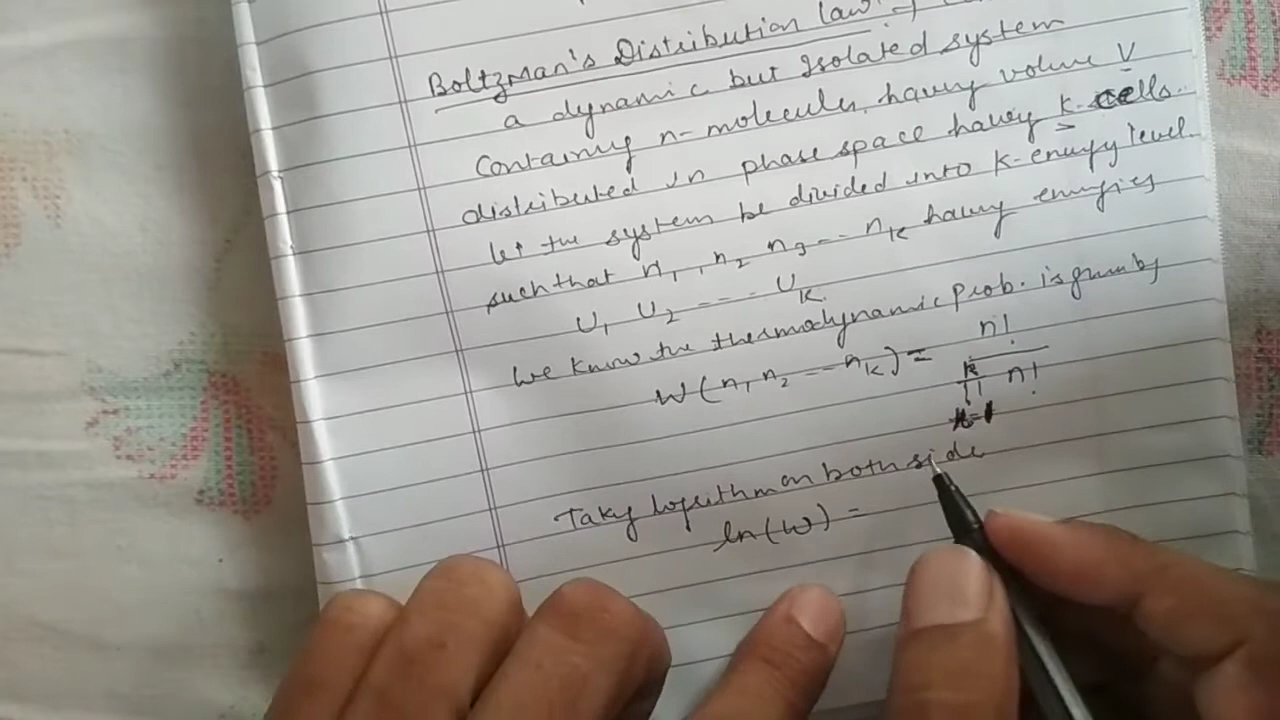 Boltzman's Distribution law :→
a dynamic but Isolated system
Containing n-molecules having volume V
distributed in phase space having k cells.
let the system be divided into K-energy level.
such that n1, n2 n3 -- nK having energies
U1 U2 --- UK.
We know the thermodynamic prob. is given by
W(n1 n2 -- nK) = n! / k ∏ n! k=1
Taking logarithm on both side
ln(W) =